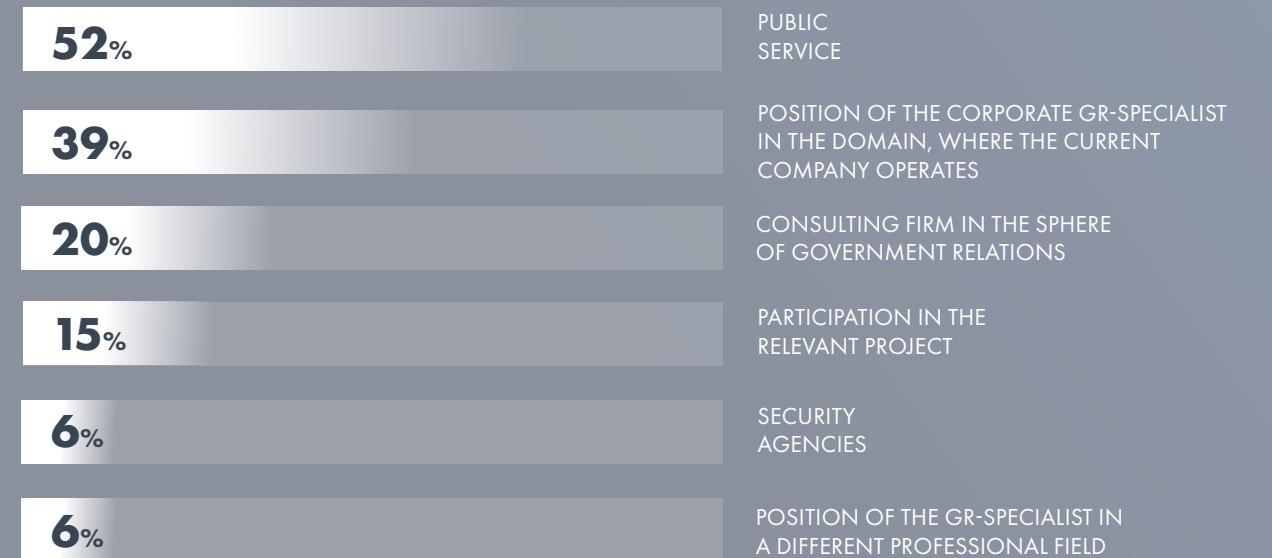 52%
PUBLIC
SERVICE
39%
POSITION OF THE CORPORATE GR-SPECIALIST
IN THE DOMAIN, WHERE THE CURRENT
COMPANY OPERATES
20%
CONSULTING FIRM IN THE SPHERE
OF GOVERNMENT RELATIONS
15%
PARTICIPATION IN THE
RELEVANT PROJECT
6%
SECURITY
AGENCIES
6%
POSITION OF THE GR-SPECIALIST IN
A DIFFERENT PROFESSIONAL FIELD